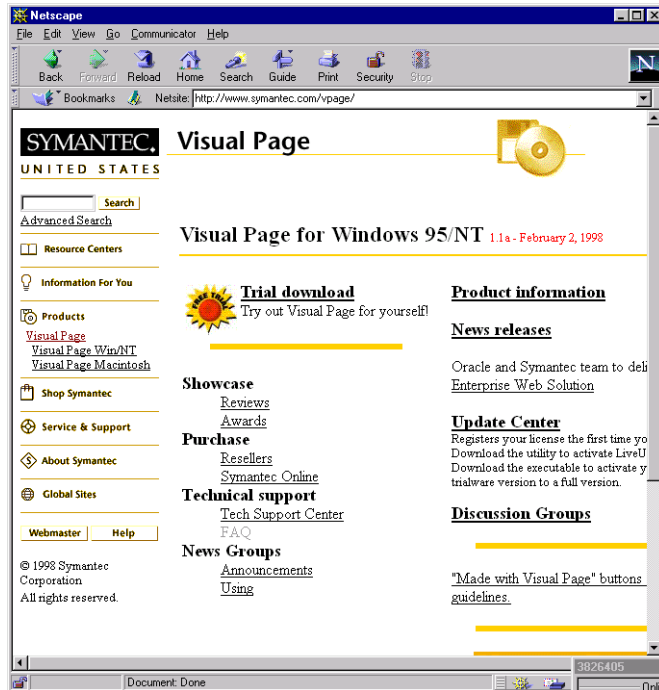 Netscape
File Edit View Go Communicator Help
Back Forward Reload Home Search Guide Print Security Stop
N
Bookmarks Netsite: http://www.symantec.com/vpage/
SYMANTEC.
UNITED STATES
Search
Advanced Search
Resource Centers
Information For You
Products
Visual Page
Visual Page Win/NT
Visual Page Macintosh
Shop Symantec
Service & Support
About Symantec
Global Sites
Webmaster Help
© 1998 Symantec
Corporation
All rights reserved.
Visual Page
Visual Page for Windows 95/NT 1.1a - February 2, 1998
FREE TRIAL
Trial download
Try out Visual Page for yourself!
Showcase
Reviews
Awards
Purchase
Resellers
Symantec Online
Technical support
Tech Support Center
FAQ
News Groups
Announcements
Using
Product information
News releases
Oracle and Symantec team to deli
Enterprise Web Solution
Update Center
Registers your license the first time yo
Download the utility to activate LiveU
Download the executable to activate y
trialware version to a full version.
Discussion Groups
"Made with Visual Page" buttons
guidelines.
Document: Done
3826405